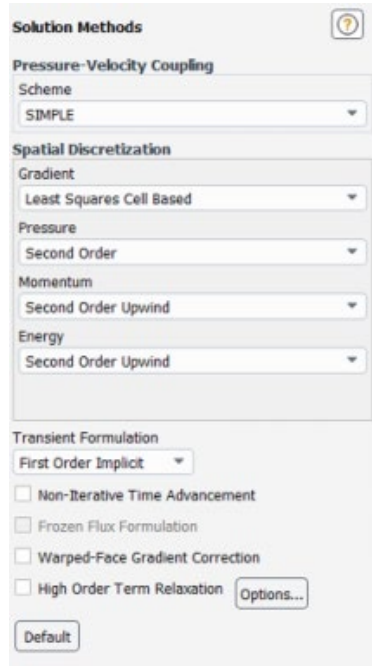 Solution Methods
?
Pressure-Velocity Coupling
Scheme
SIMPLE
Spatial Discretization
Gradient
Least Squares Cell Based
Pressure
Second Order
Momentum
Second Order Upwind
Energy
Second Order Upwind
Transient Formulation
First Order Implicit
Non-Iterative Time Advancement
Frozen Flux Formulation
Warped-Face Gradient Correction
High Order Term Relaxation Options...
Default